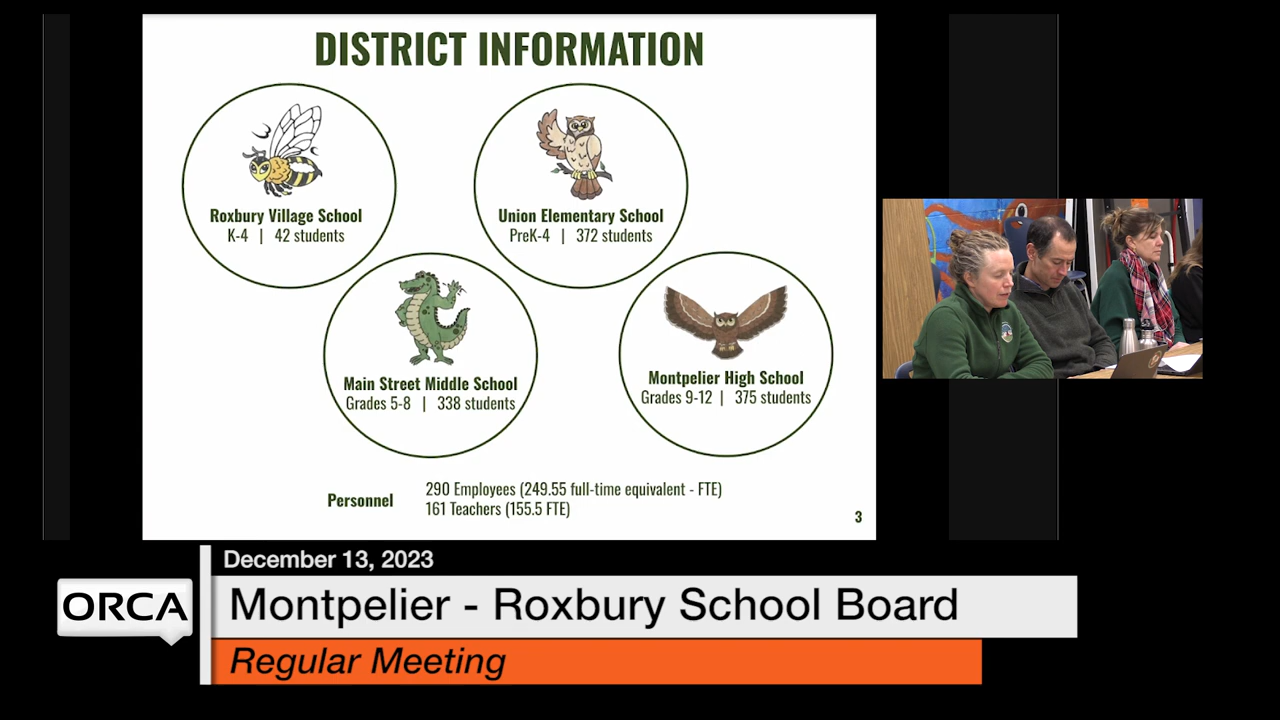 DISTRICT INFORMATION
Roxbury Village School
K-4 | 42 students
Union Elementary School
PreK-4 | 372 students
Main Street Middle School
Grades 5-8 | 338 students
Montpelier High School
Grades 9-12 | 375 students
Personnel
290 Employees (249.55 full-time equivalent - FTE)
161 Teachers (155.5 FTE)
3
December 13, 2023
ORCA
Montpelier - Roxbury School Board
Regular Meeting